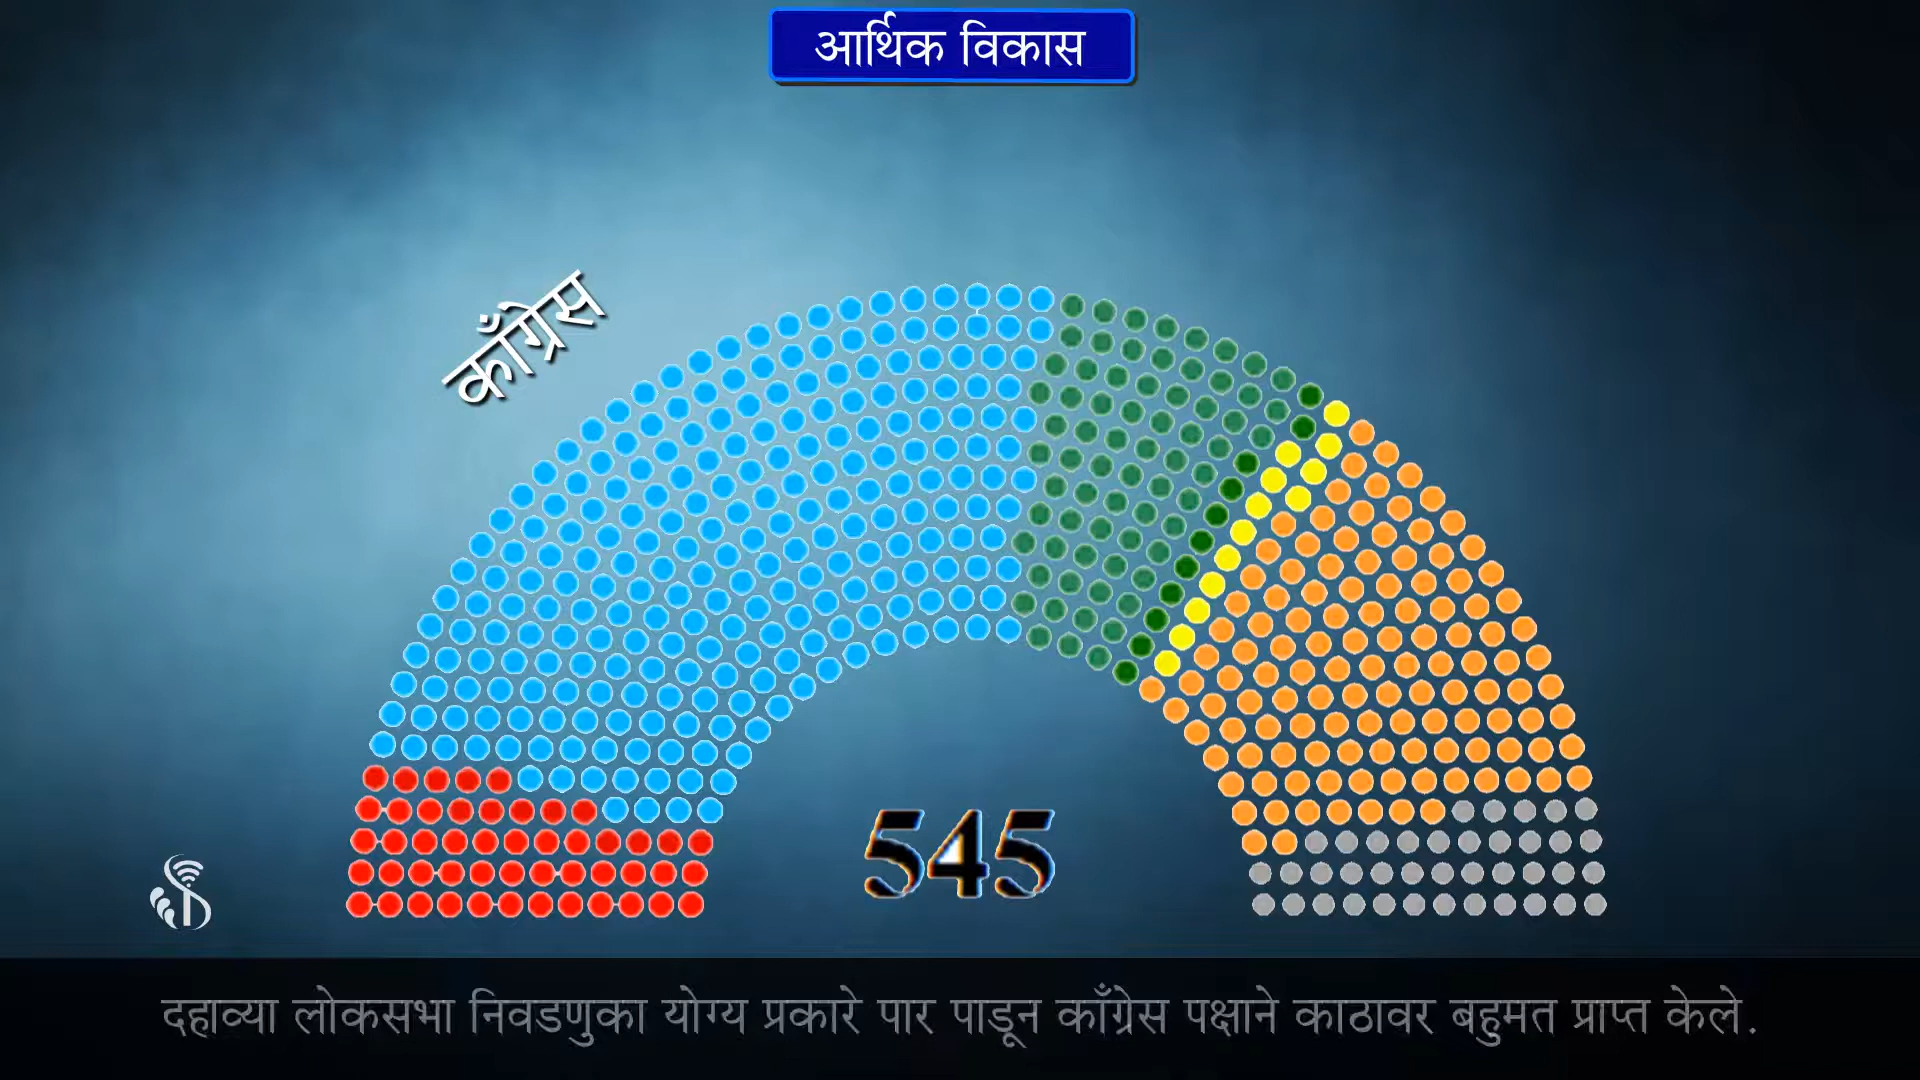 आर्थिक विकास
काँग्रेस
545
दहाव्या लोकसभा निवडणुका योग्य प्रकारे पार पाडून काँग्रेस पक्षाने काठावर बहुमत प्राप्त केले.